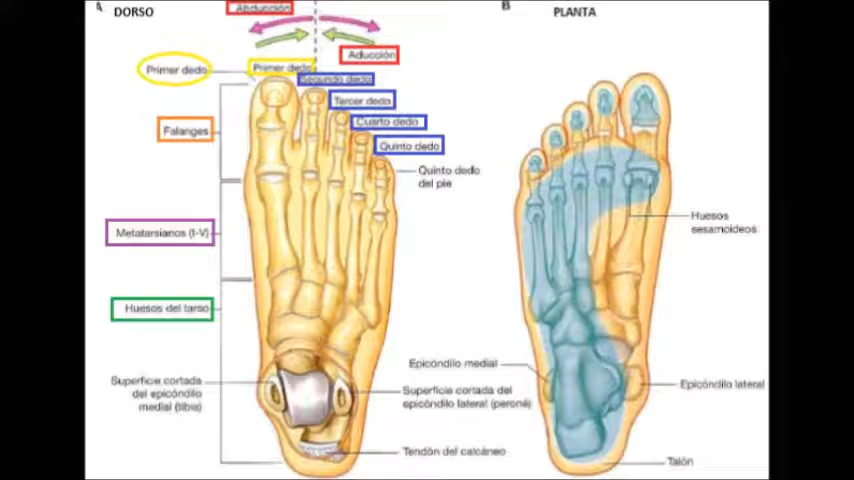 A
DORSO
Abducción
Aducción
Primer dedo
Primer dedo
Segundo dedo
Tercer dedo
Cuarto dedo
Quinto dedo
Falanges
Quinto dedo
del pie
Metatarsianos (I-V)
Huesos del tarso
Superficie cortada
del epicóndilo
medial (tibia)
Superficie cortada del
epicóndilo lateral (peroné)
Tendón del calcáneo
B
PLANTA
Huesos
sesamoideos
Epicóndilo medial
Epicóndilo lateral
Talón